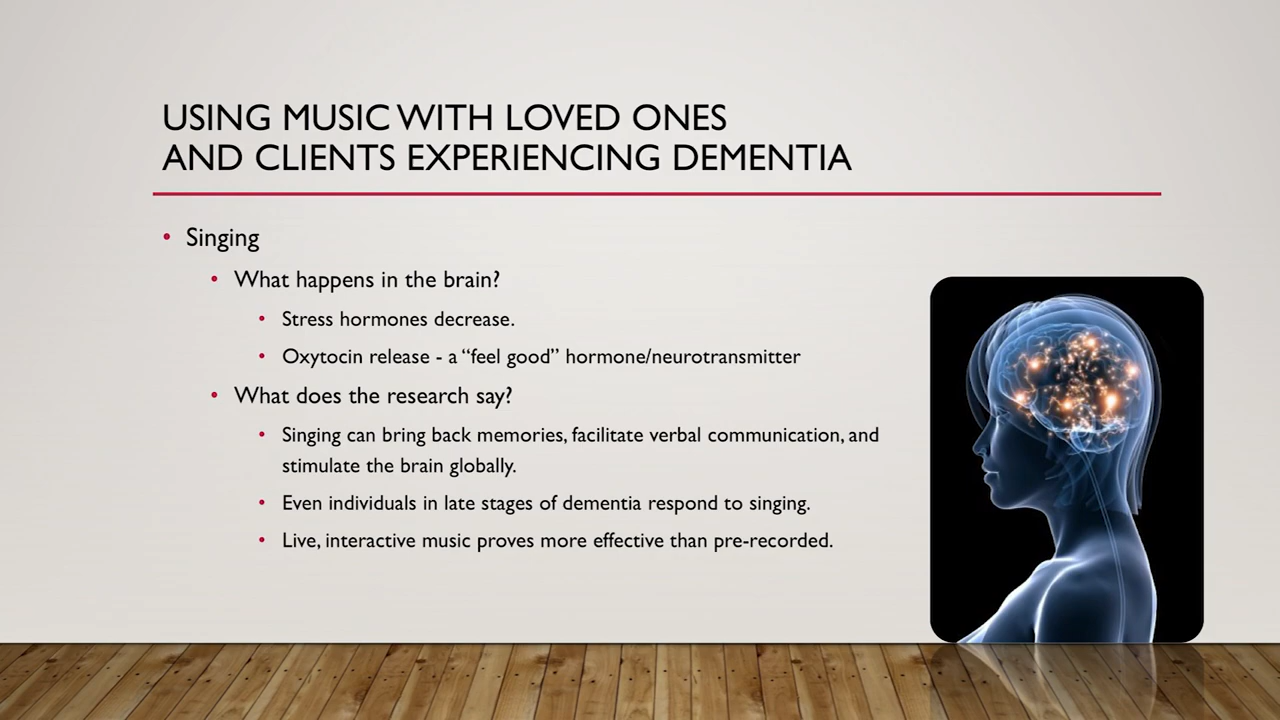 USING MUSIC WITH LOVED ONES
AND CLIENTS EXPERIENCING DEMENTIA
• Singing
• What happens in the brain?
• Stress hormones decrease.
• Oxytocin release - a “feel good” hormone/neurotransmitter
• What does the research say?
• Singing can bring back memories, facilitate verbal communication, and
stimulate the brain globally.
• Even individuals in late stages of dementia respond to singing.
• Live, interactive music proves more effective than pre-recorded.